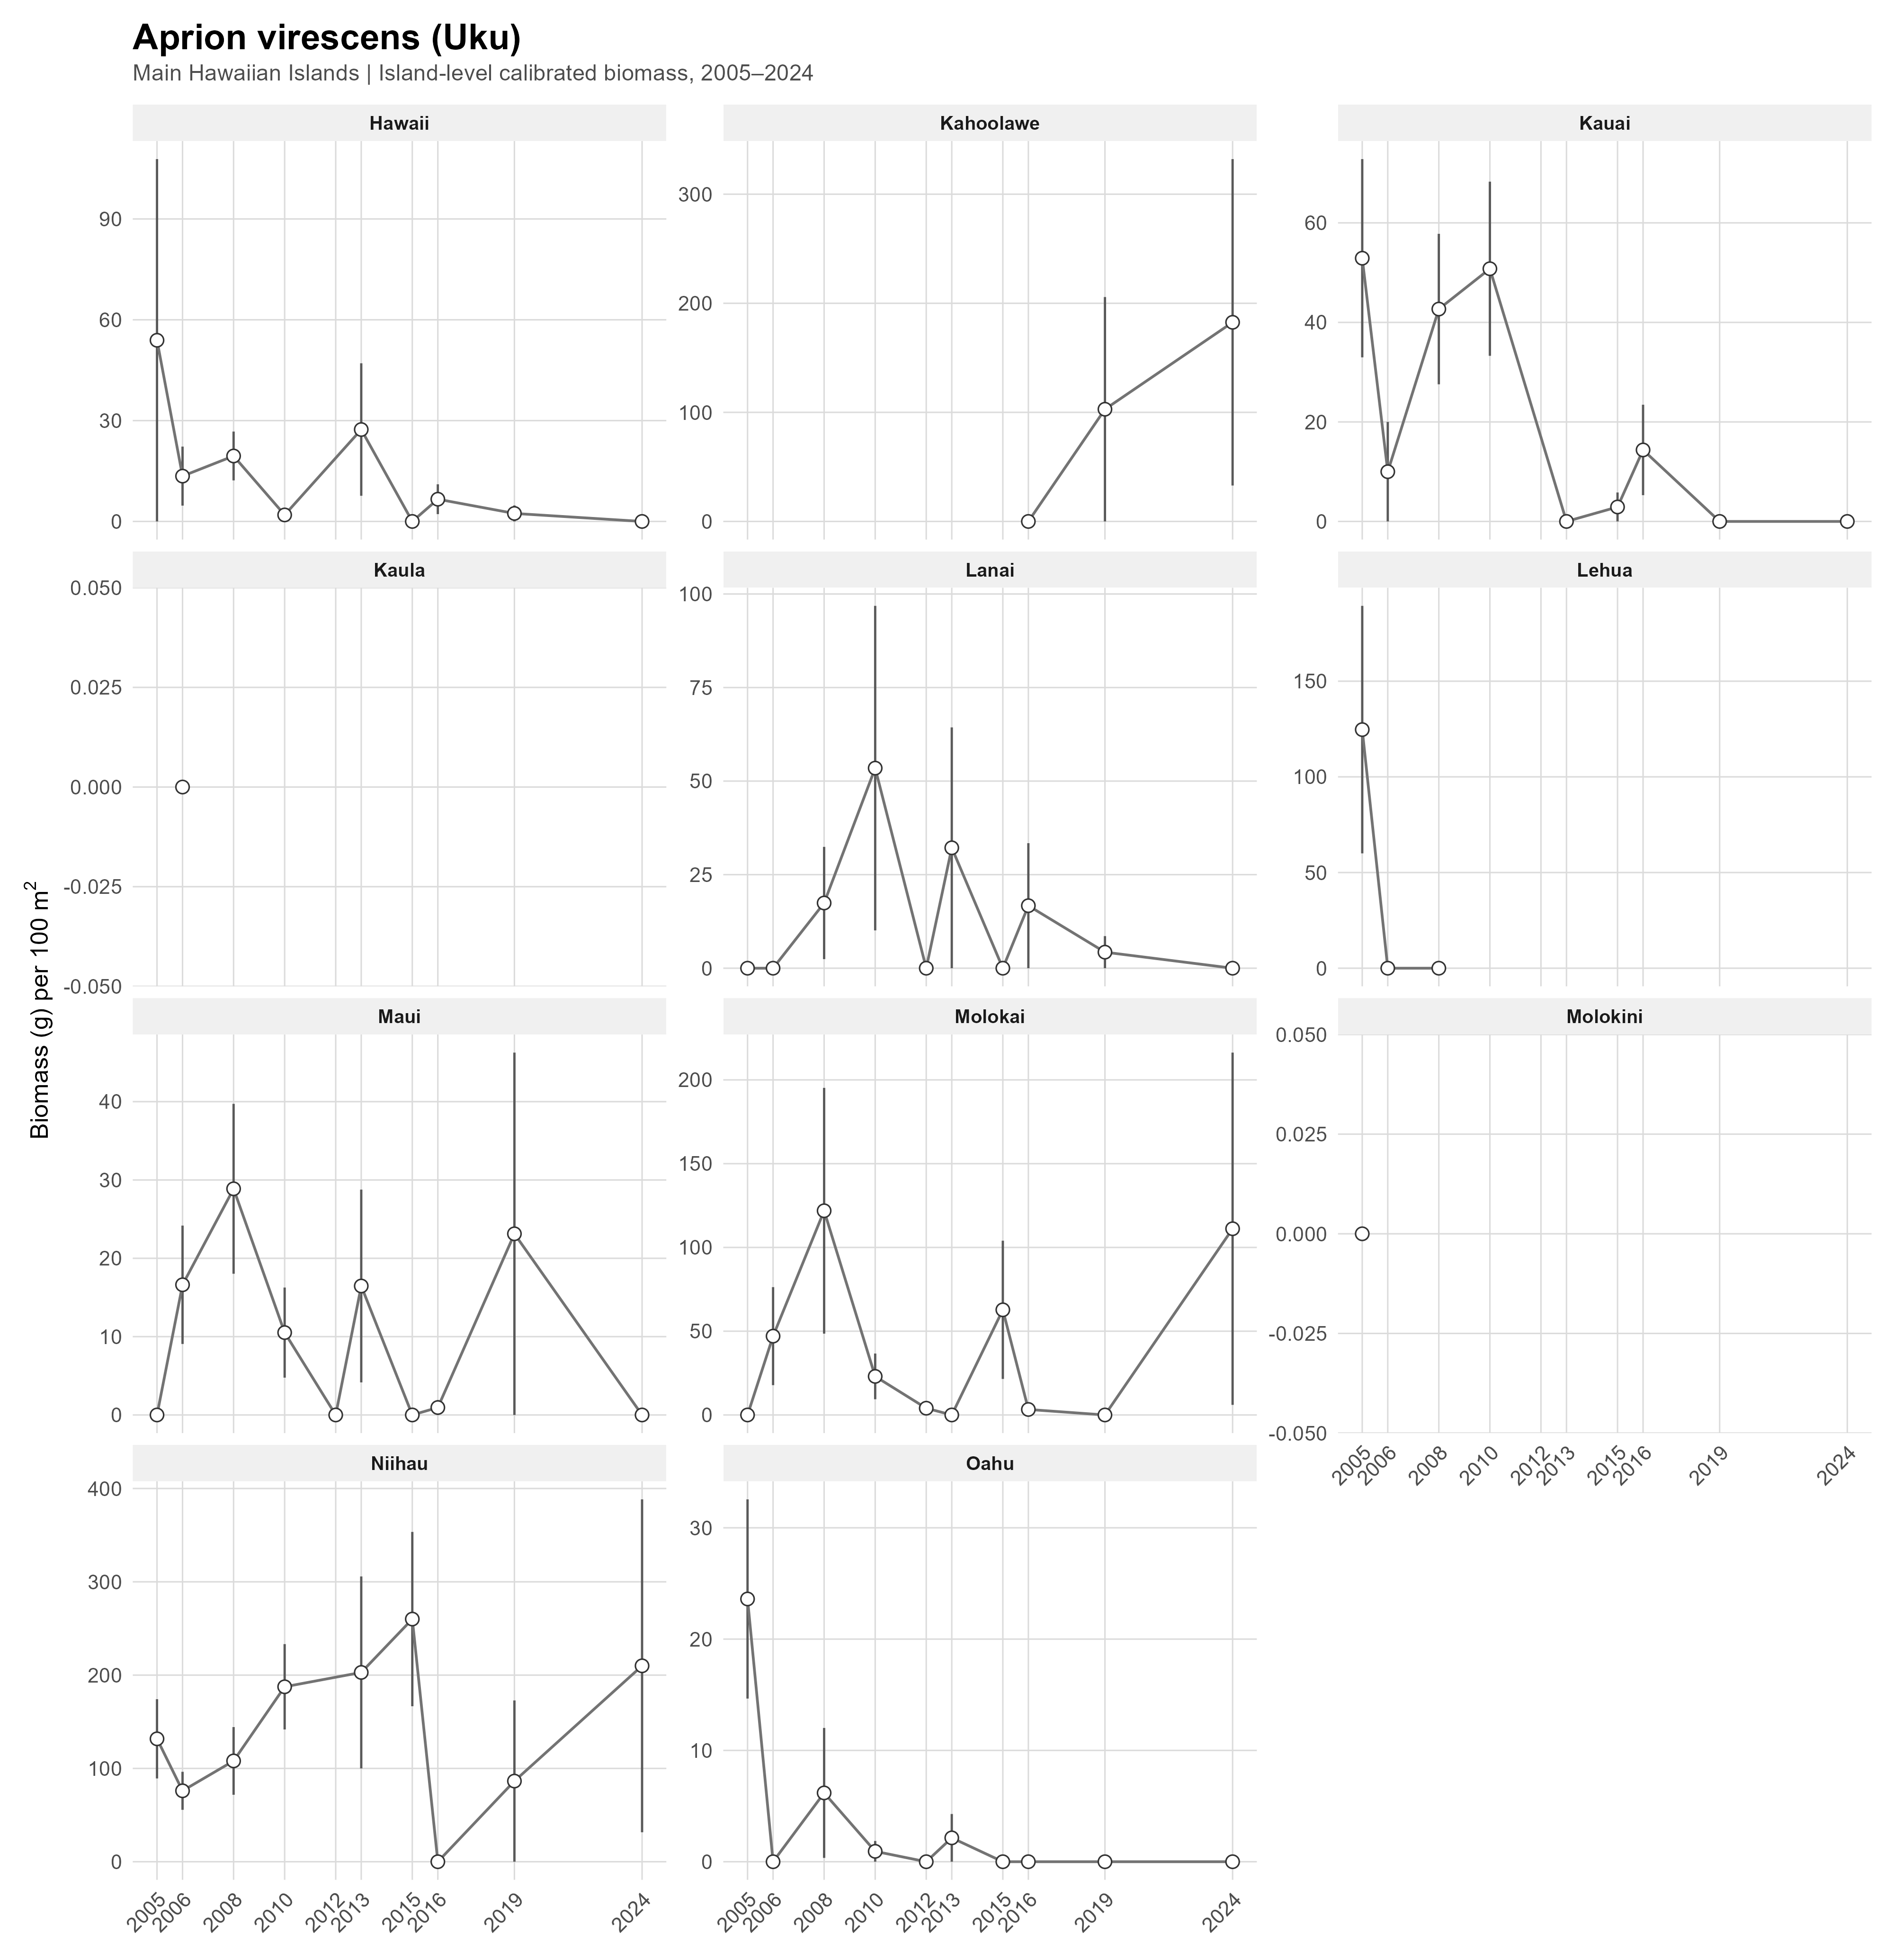 Aprion virescens (Uku)
Main Hawaiian Islands | Island-level calibrated biomass, 2005–2024
Biomass (g) per 100 m²
Hawaii
90
60
30
0
Kahoolawe
300
200
100
0
Kauai
60
40
20
0
Kaula
0.050
0.025
0.000
-0.025
-0.050
Lanai
100
75
50
25
0
Lehua
150
100
50
0
Maui
40
30
20
10
0
Molokai
200
150
100
50
0
Molokini
0.050
0.025
0.000
-0.025
-0.050
2005 2006 2008 2010 2012 2013 2015 2016 2019 2024
Niihau
400
300
200
100
0
2005 2006 2008 2010 2012 2013 2015 2016 2019 2024
Oahu
30
20
10
0
2005 2006 2008 2010 2012 2013 2015 2016 2019 2024